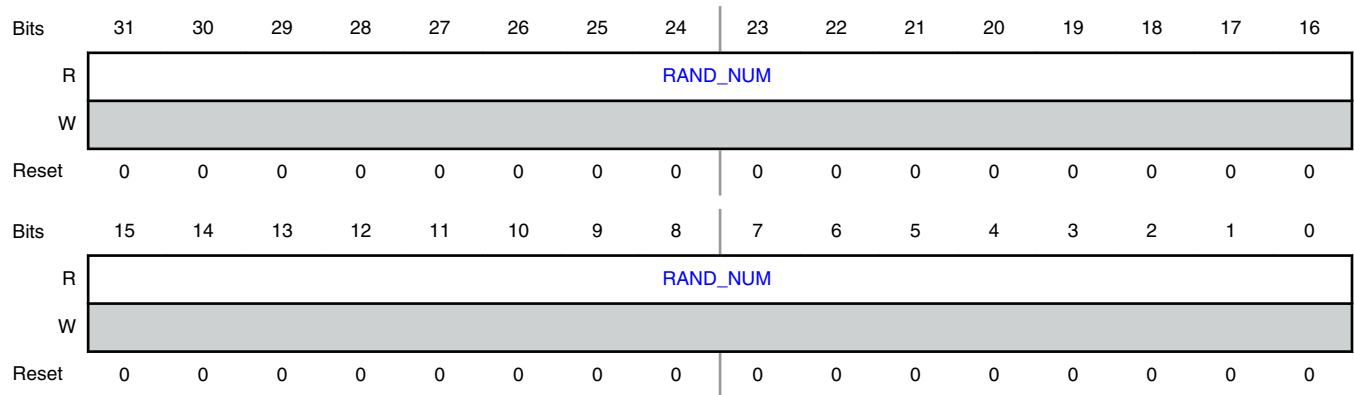 Bits 31 30 29 28 27 26 25 24 23 22 21 20 19 18 17 16
R RAND_NUM
W
Reset 0 0 0 0 0 0 0 0 0 0 0 0 0 0 0 0
Bits 15 14 13 12 11 10 9 8 7 6 5 4 3 2 1 0
R RAND_NUM
W
Reset 0 0 0 0 0 0 0 0 0 0 0 0 0 0 0 0